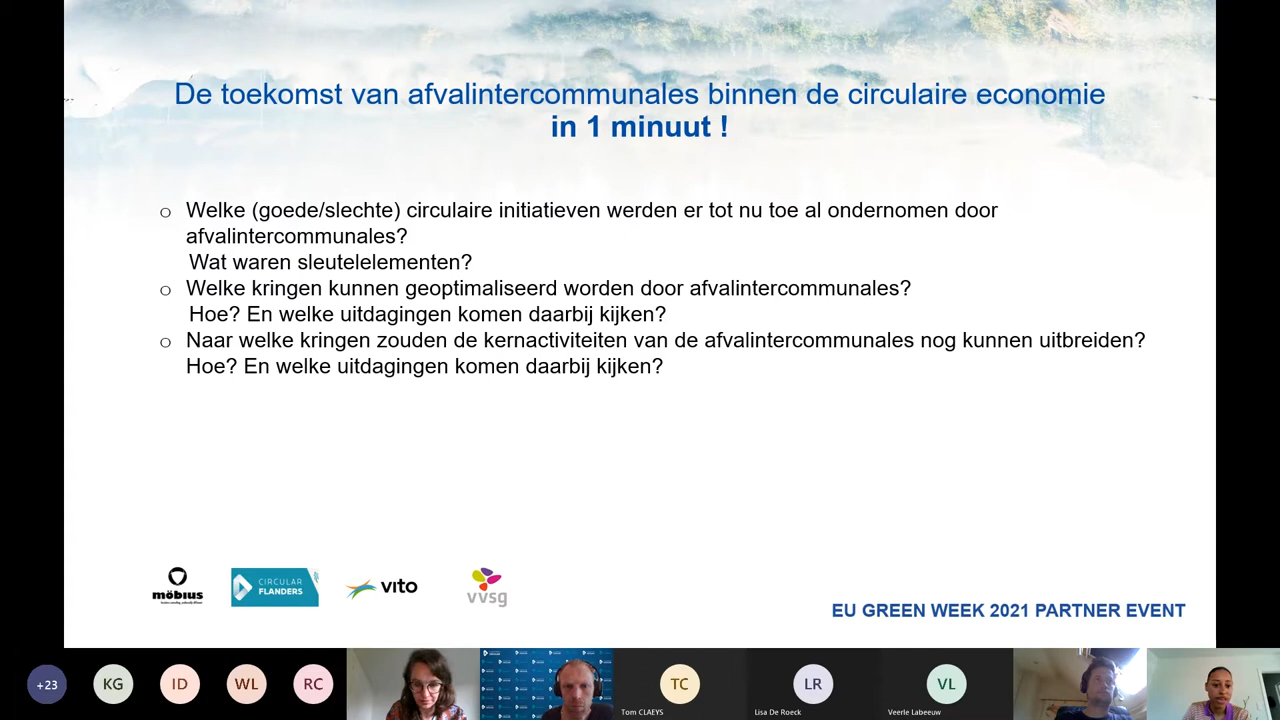 De toekomst van afvalintercommunales binnen de circulaire economie
in 1 minuut !
o Welke (goede/slechte) circulaire initiatieven werden er tot nu toe al ondernomen door
afvalintercommunales?
Wat waren sleutelelementen?
o Welke kringen kunnen geoptimaliseerd worden door afvalintercommunales?
Hoe? En welke uitdagingen komen daarbij kijken?
o Naar welke kringen zouden de kernactiviteiten van de afvalintercommunales nog kunnen uitbreiden?
Hoe? En welke uitdagingen komen daarbij kijken?
möbius
CIRCULAR
FLANDERS
vito
vvsg
EU GREEN WEEK 2021 PARTNER EVENT
+23
KG
ID
WL
RC
TC
LR
VL
Tom CLAEYS
Lisa De Roeck
Veerle Labeeuw